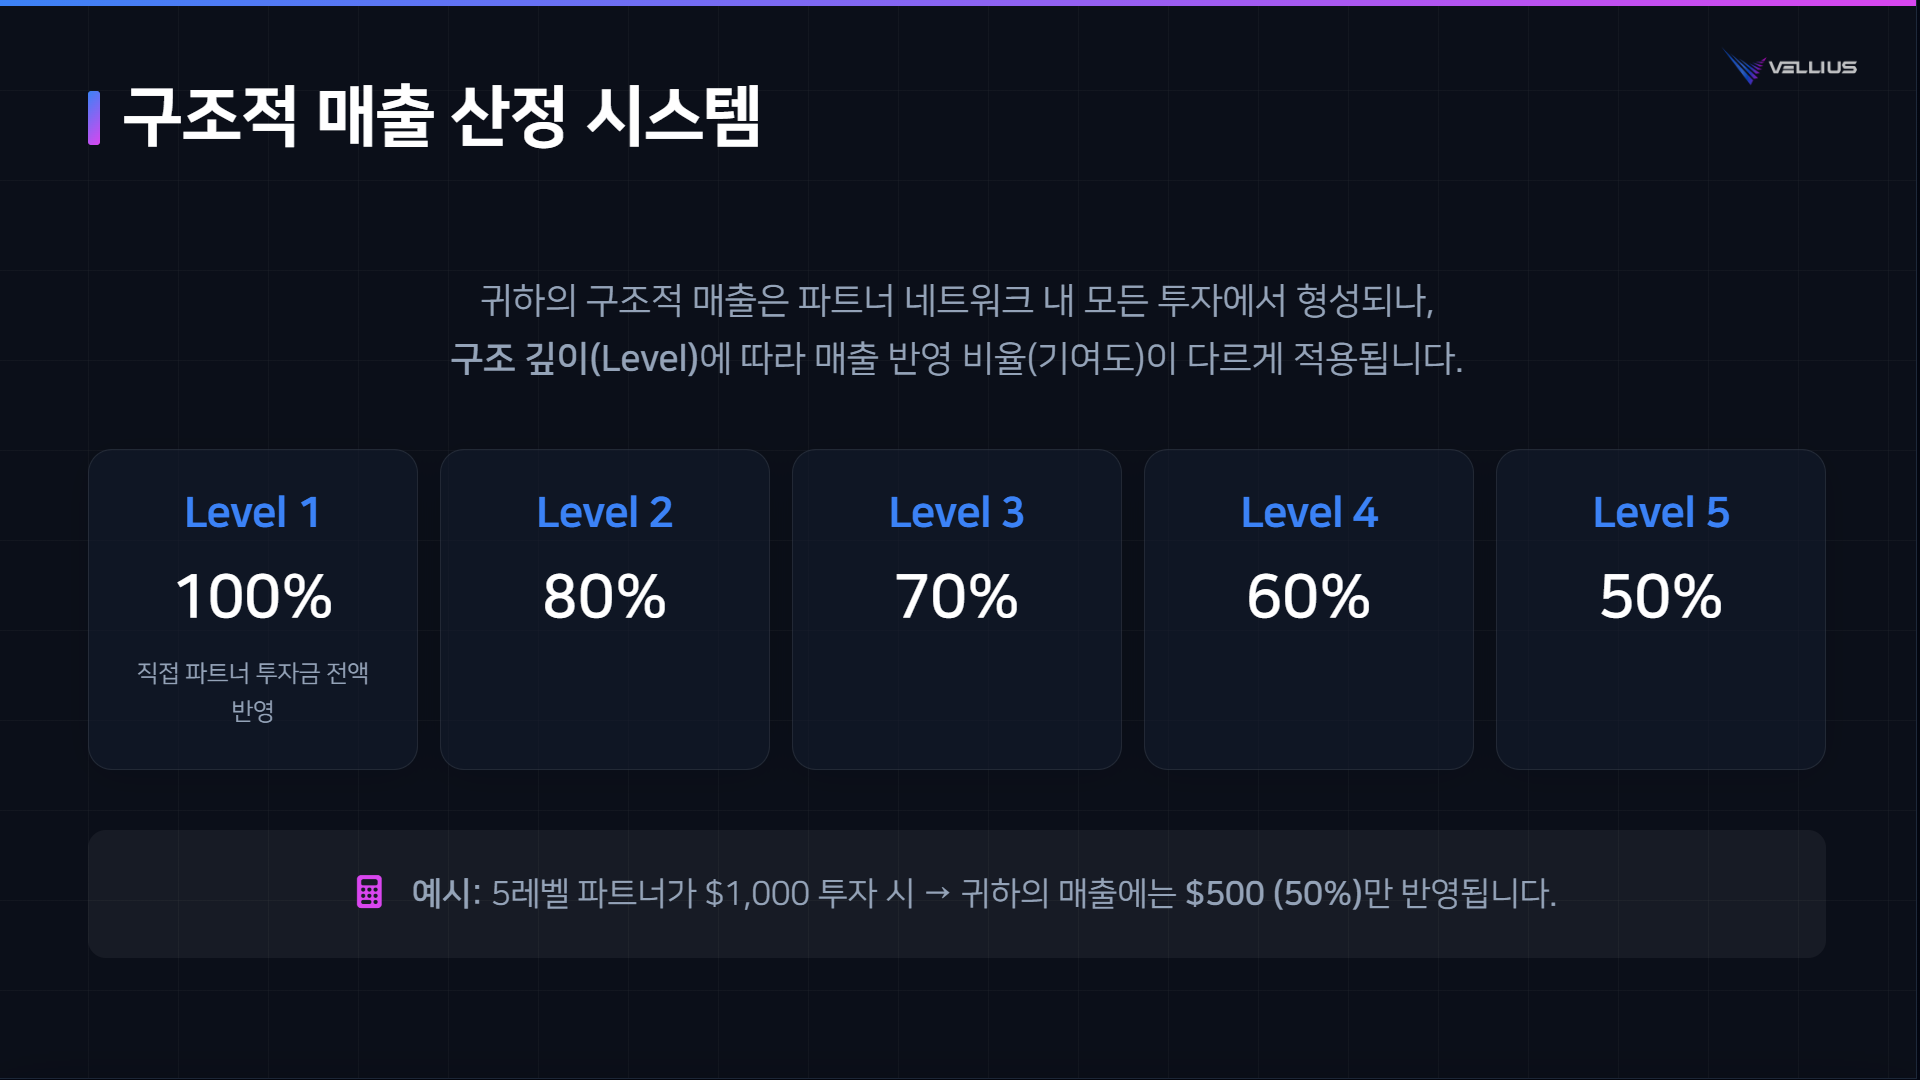 VELLIUS
구조적 매출 산정 시스템
귀하의 구조적 매출은 파트너 네트워크 내 모든 투자에서 형성되나,
구조 깊이(Level)에 따라 매출 반영 비율(기여도)이 다르게 적용됩니다.
Level 1
100%
직접 파트너 투자금 전액
반영
Level 2
80%
Level 3
70%
Level 4
60%
Level 5
50%
예시: 5레벨 파트너가 $1,000 투자 시 → 귀하의 매출에는 $500 (50%)만 반영됩니다.